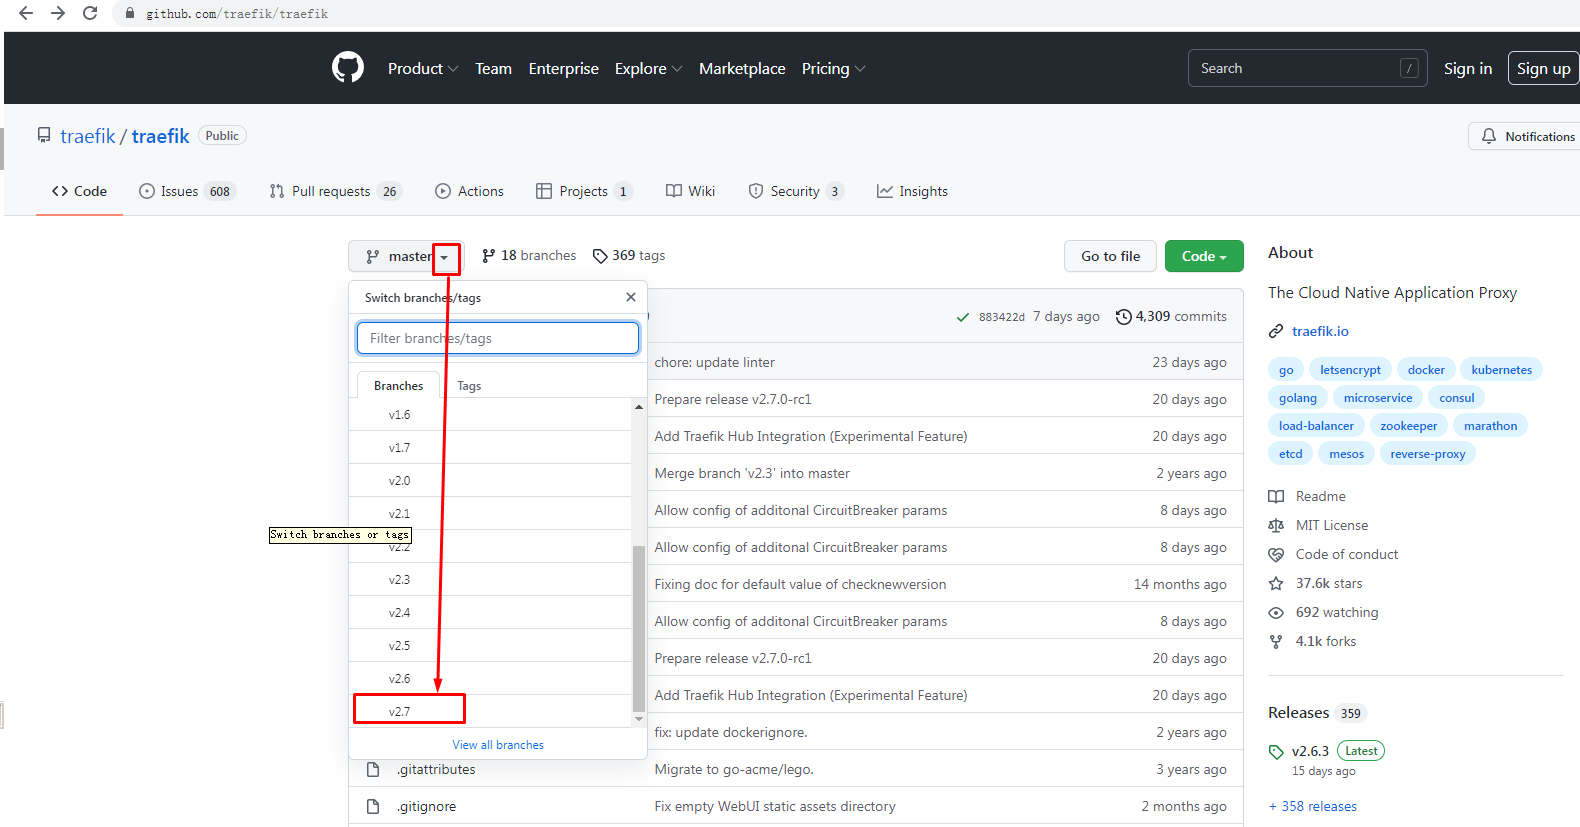 github.com/traefik/traefik
Product Team Enterprise Explore Marketplace Pricing Search / Sign in Sign up
traefik / traefik Public Notifications
Code Issues 608 Pull requests 26 Actions Projects 1 Wiki Security 3 Insights
master 18 branches 369 tags Go to file Code
Switch branches/tags
Filter branches/tags
Branches Tags
v1.6
v1.7
v2.0
v2.1
v2.2
v2.3
v2.4
v2.5
v2.6
v2.7
View all branches
Switch branches or tags
883422d 7 days ago 4,309 commits
chore: update linter 23 days ago
Prepare release v2.7.0-rc1 20 days ago
Add Traefik Hub Integration (Experimental Feature) 20 days ago
Merge branch 'v2.3' into master 2 years ago
Allow config of additonal CircuitBreaker params 8 days ago
Allow config of additonal CircuitBreaker params 8 days ago
Fixing doc for default value of checknewversion 14 months ago
Allow config of additonal CircuitBreaker params 8 days ago
Prepare release v2.7.0-rc1 20 days ago
Add Traefik Hub Integration (Experimental Feature) 20 days ago
fix: update dockerignore. 2 years ago
.gitattributes Migrate to go-acme/lego. 3 years ago
.gitignore Fix empty WebUI static assets directory 2 months ago
About
The Cloud Native Application Proxy
traefik.io
go letsencrypt docker kubernetes
golang microservice consul
load-balancer zookeeper marathon
etcd mesos reverse-proxy
Readme
MIT License
Code of conduct
37.6k stars
692 watching
4.1k forks
Releases 359
v2.6.3 Latest
15 days ago
+ 358 releases